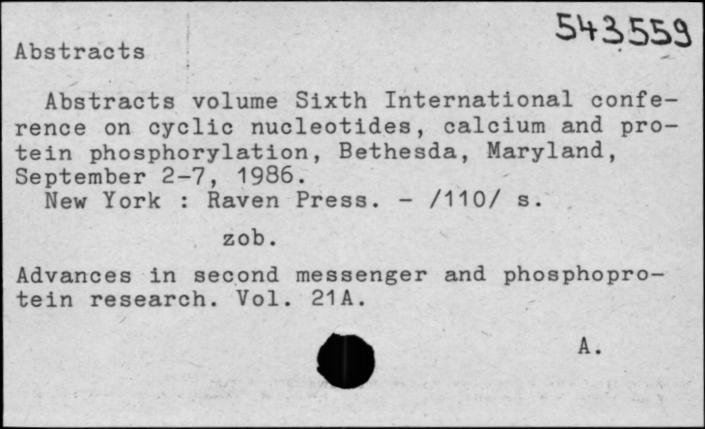 543559
Abstracts
Abstracts volume Sixth International confe-
rence on cyclic nucleotides, calcium and pro-
tein phosphorylation, Bethesda, Maryland,
September 2-7, 1986.
New York : Raven Press. - /110/ s.
zob.
Advances in second messenger and phosphopro-
tein research. Vol. 21A.
A.